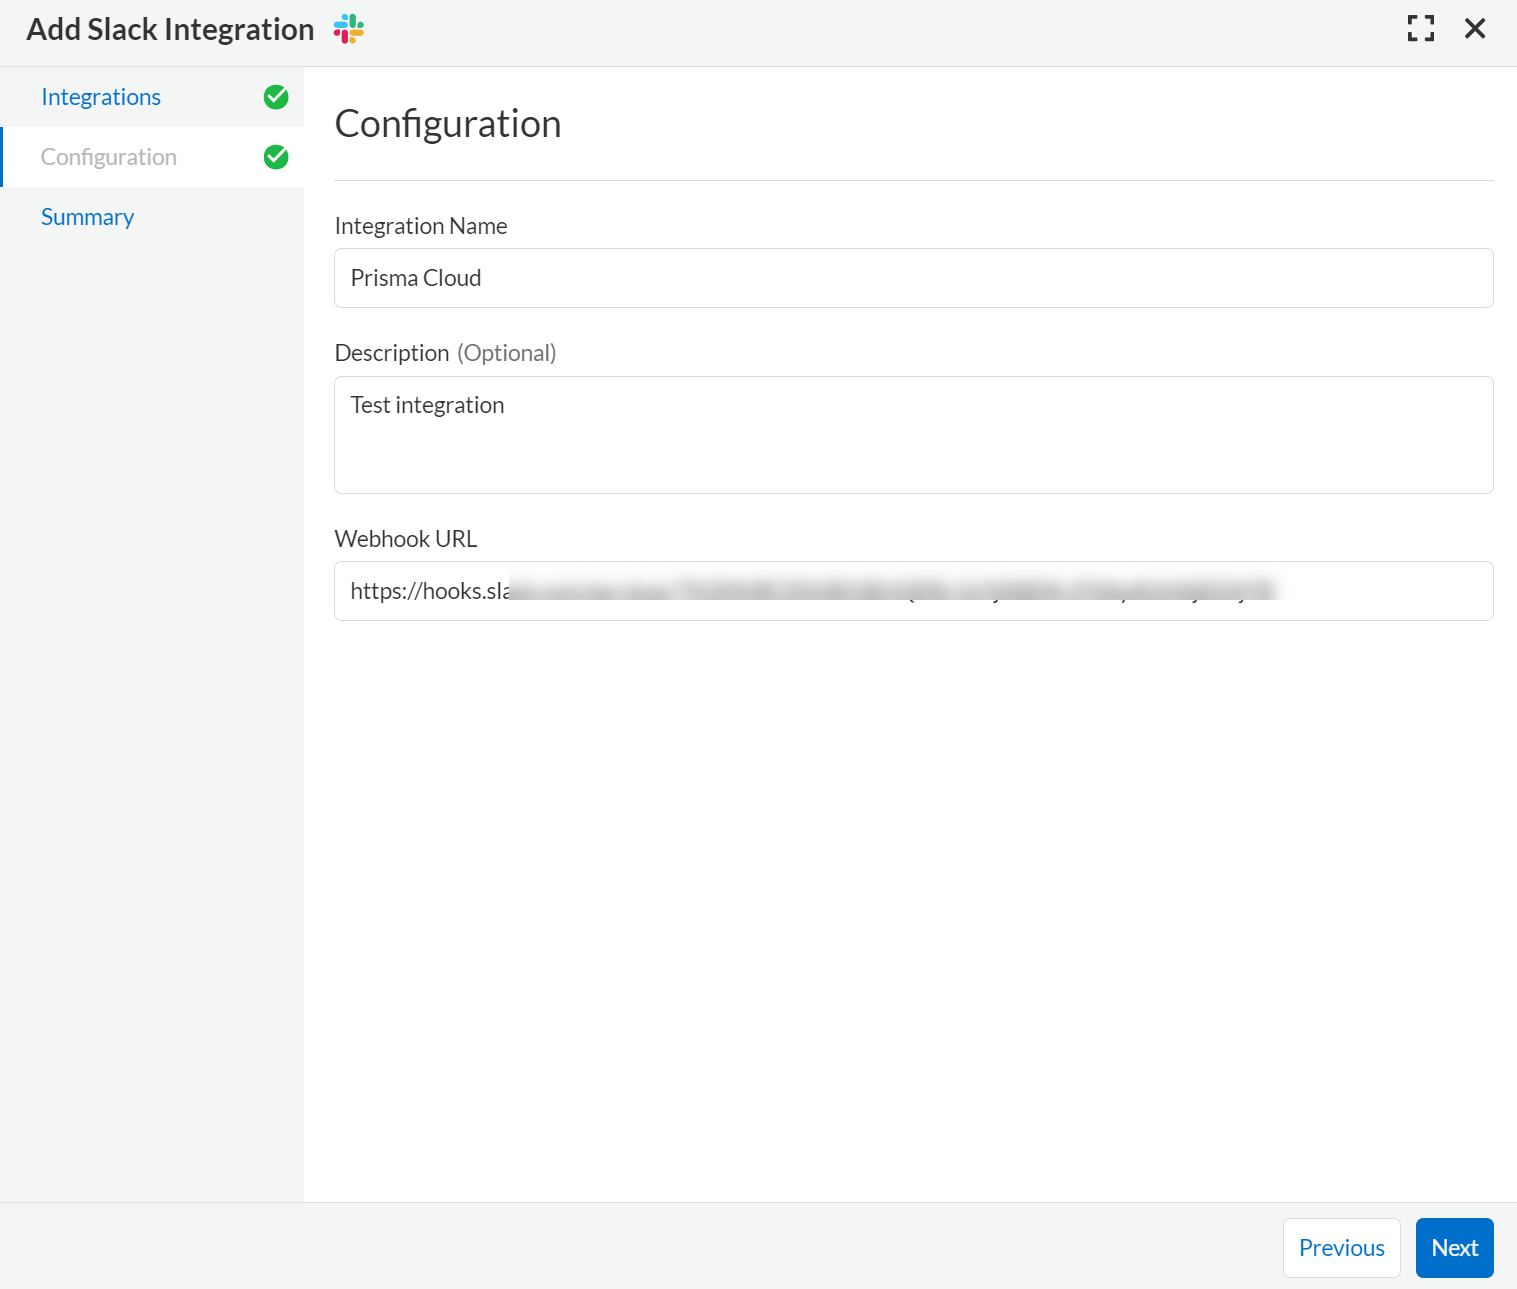 Add Slack Integration
Integrations
Configuration
Summary
Configuration
Integration Name
Prisma Cloud
Description (Optional)
Test integration
Webhook URL
https://hooks.sla
Previous
Next